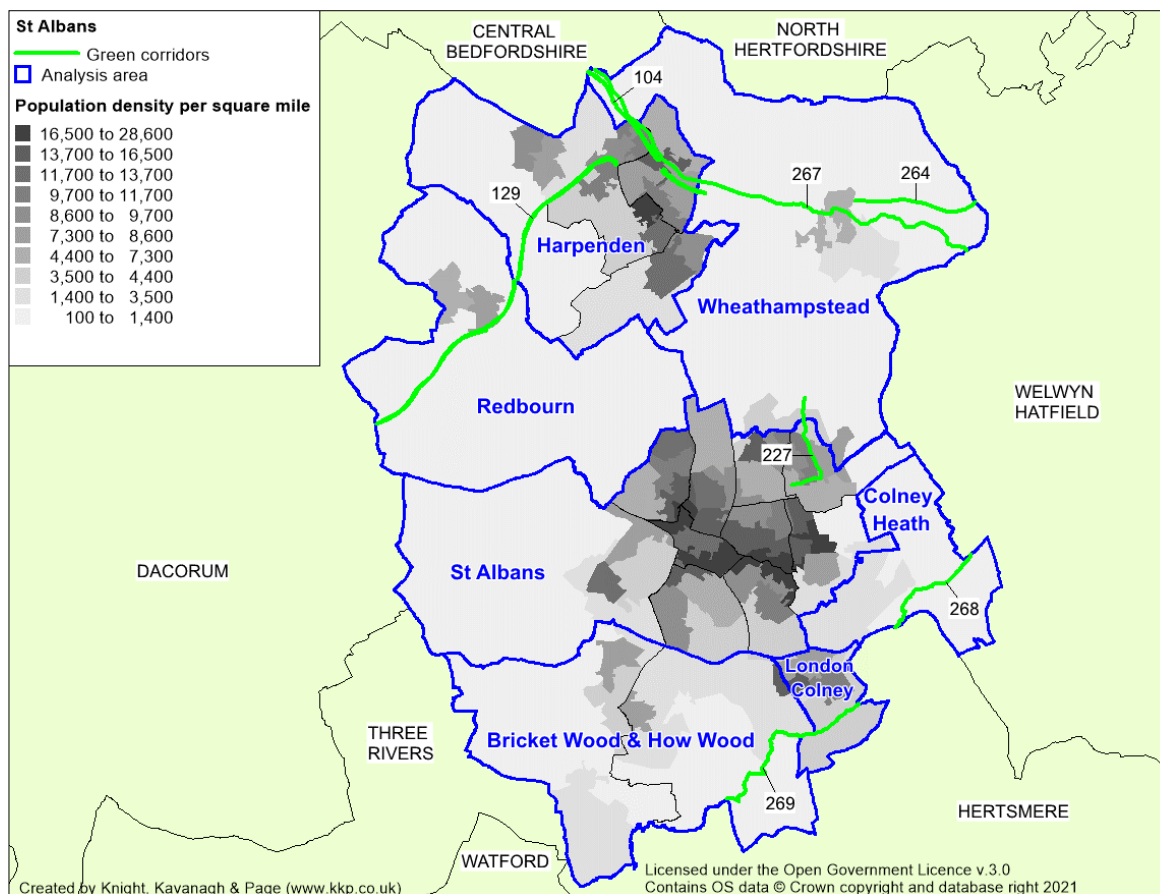 St Albans
Green corridors
Analysis area
Population density per square mile
16,500 to 28,600
13,700 to 16,500
11,700 to 13,700
9,700 to 11,700
8,600 to 9,700
7,300 to 8,600
4,400 to 7,300
3,500 to 4,400
1,400 to 3,500
100 to 1,400
CENTRAL
BEDFORDSHIRE
NORTH
HERTFORDSHIRE
104
129
267
264
Harpenden
Wheathampstead
Redbourn
WELWYN
HATFIELD
227
Colney
Heath
DACORUM
St Albans
268
London
Colney
THREE
RIVERS
Bricket Wood & How Wood
269
HERTSMERE
WATFORD
Created by Knight, Kavanagh & Page (www.kkp.co.uk)
Licensed under the Open Government Licence v.3.0
Contains OS data © Crown copyright and database right 2021